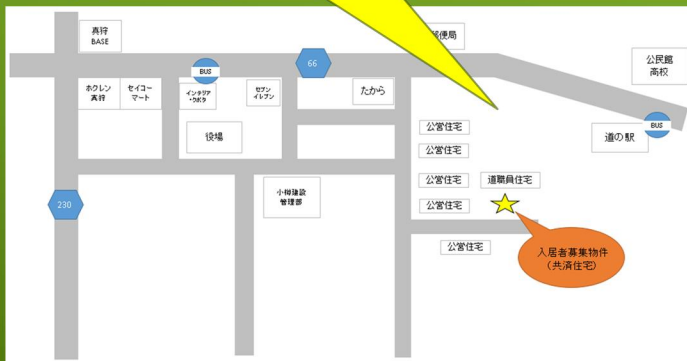 真狩
BASE
便局
公民館
高校
BUS
66
ホクレン
真狩
セイコー
マート
インテリア
・クボタ
セブン
イレブン
たから
公営住宅
BUS
道の駅
役場
公営住宅
公営住宅
道職員住宅
小樽建設
管理部
230
公営住宅
公営住宅
入居者募集物件
(共済住宅)